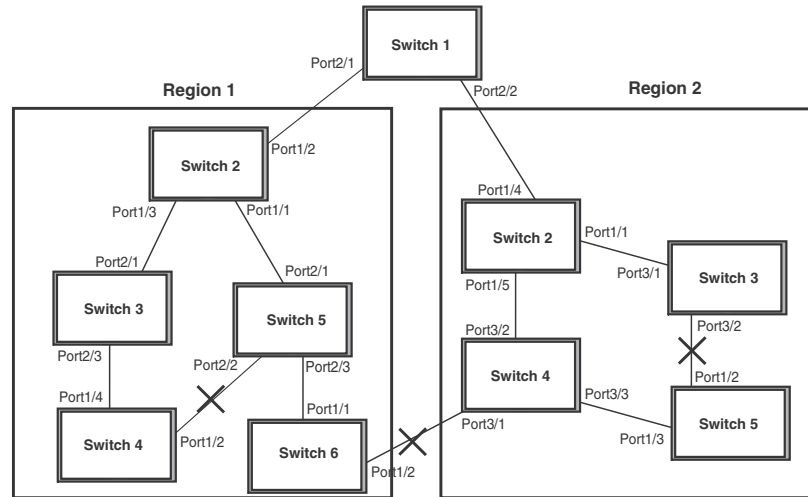 Switch 1
Port2/1
Port2/2
Region 1
Region 2
Port1/2
Switch 2
Port1/3
Port1/1
Port1/4
Switch 2
Port1/1
Port1/5
Port3/1
Switch 3
Port2/1
Switch 3
Port2/3
Port2/1
Switch 5
Port2/2
Port2/3
Port3/2
Port3/2
Switch 4
Port3/3
Port3/1
Port1/2
Switch 5
Port1/3
Port1/4
Switch 4
Port1/2
Port1/1
Switch 6
Port1/2